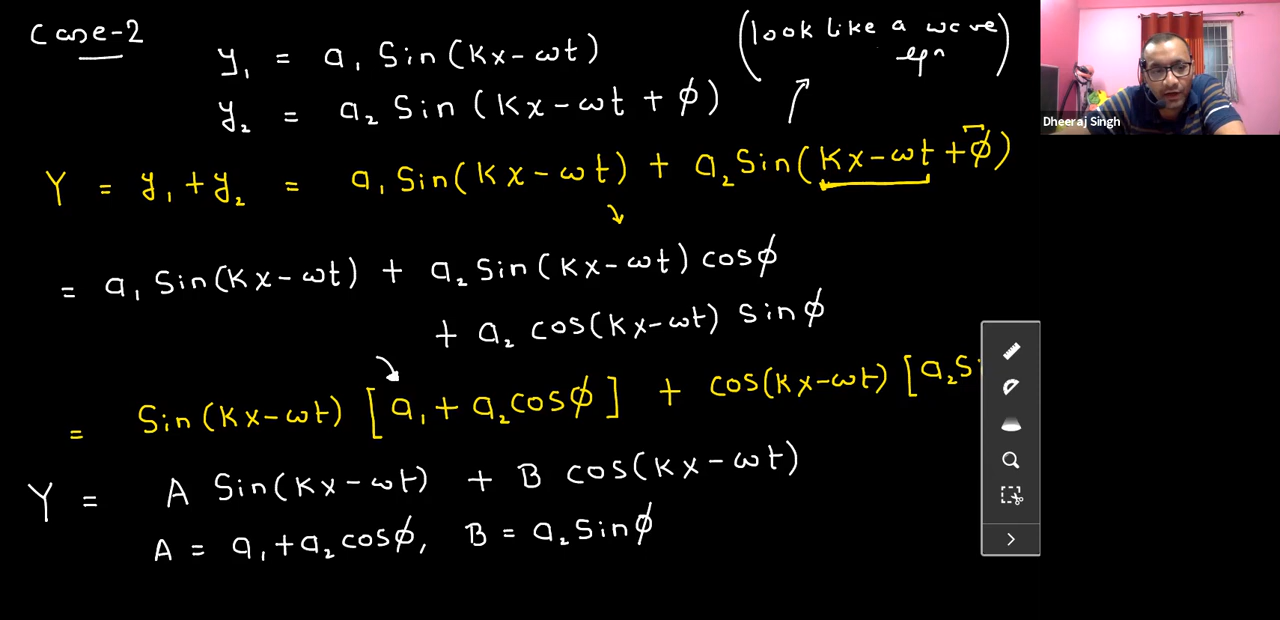 Case-2
y₁ = a₁ Sin(Kx-ωt)
(look like a wave
eqn)
y₂ = a₂ Sin (Kx-ωt + ϕ)
Dheeraj Singh
Y = y₁+y₂ = a₁ Sin(Kx-ωt) + a₂ Sin(Kx-ωt + ϕ)
= a₁ Sin(Kx-ωt) + a₂ Sin(Kx-ωt) cosϕ
+ a₂ cos(Kx-ωt) sinϕ
= Sin(Kx-ωt) [a₁ + a₂ cosϕ] + cos(Kx-ωt) [a₂S
Y = A Sin(Kx-ωt) + B cos(Kx-ωt)
A = a₁+a₂ cosϕ, B = a₂ sinϕ